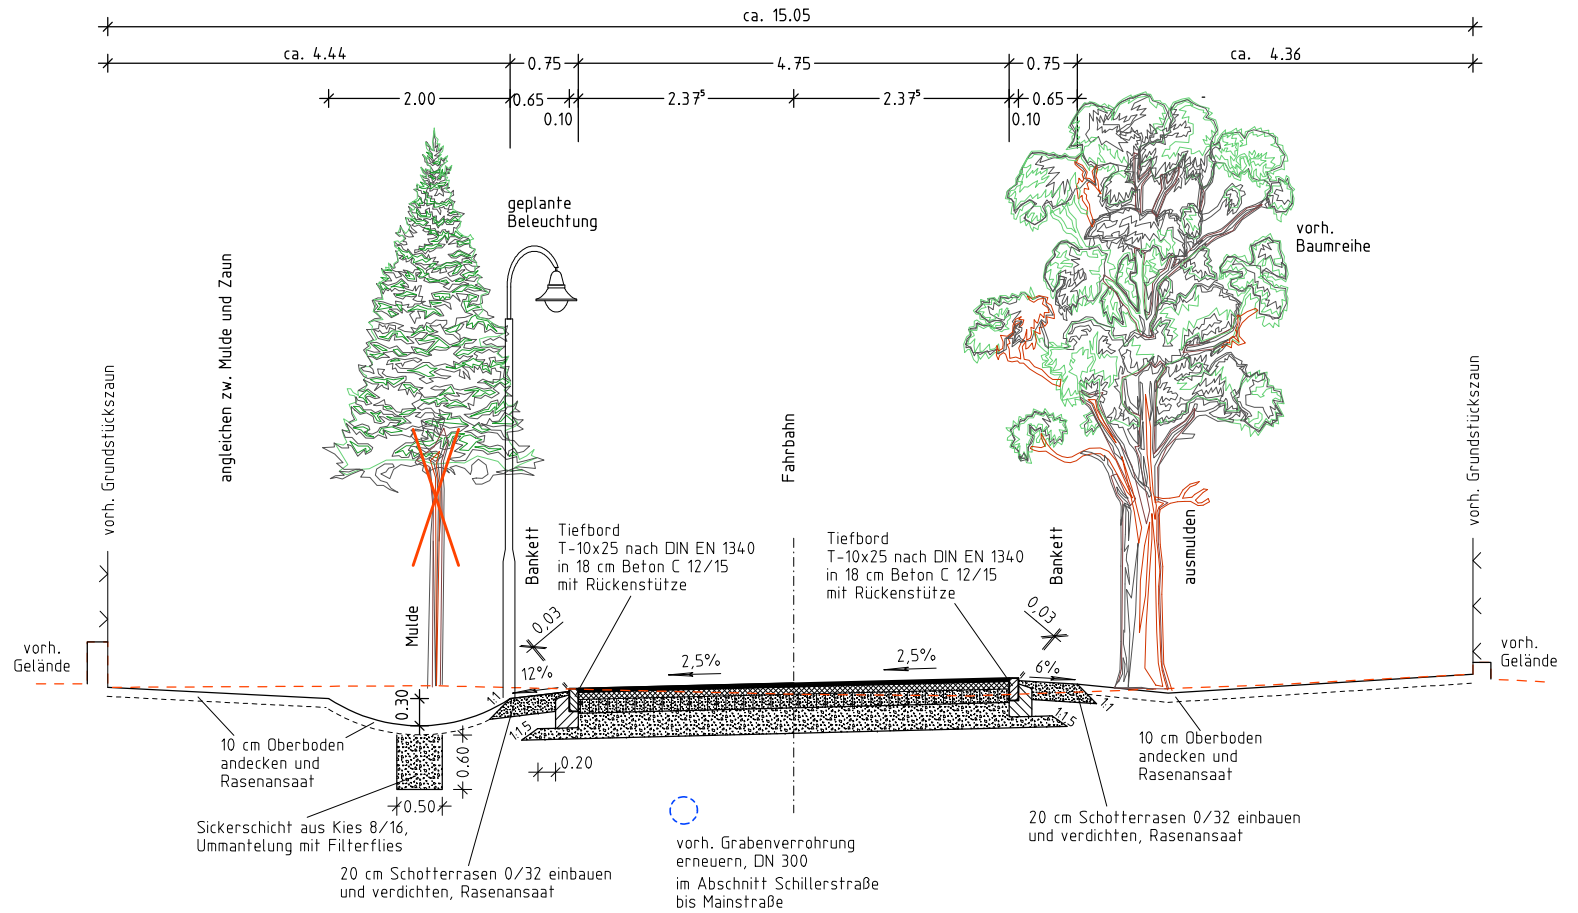 ca. 15.05
ca. 4.44
0.75
4.75
0.75
ca. 4.36
2.00
0.65
0.10
2.37⁵
2.37⁵
0.10
0.65
geplante
Beleuchtung
vorh.
Baumreihe
vorh. Grundstückszaun
angleichen zw. Mulde und Zaun
Mulde
Bankett
Fahrbahn
Bankett
ausmulden
vorh. Grundstückszaun
Tiefbord
T-10x25 nach DIN EN 1340
in 18 cm Beton C 12/15
mit Rückenstütze
Tiefbord
T-10x25 nach DIN EN 1340
in 18 cm Beton C 12/15
mit Rückenstütze
0,03
0,03
vorh.
Gelände
vorh.
Gelände
12%
2,5%
2,5%
6%
1:1
1:1
0.30
1:1.5
1:1.5
0.60
0.20
0.50
10 cm Oberboden
andecken und
Rasenansaat
10 cm Oberboden
andecken und
Rasenansaat
Sickerschicht aus Kies 8/16,
Ummantelung mit Filterflies
20 cm Schotterrasen 0/32 einbauen
und verdichten, Rasenansaat
20 cm Schotterrasen 0/32 einbauen
und verdichten, Rasenansaat
vorh. Grabenverrohrung
erneuern, DN 300
im Abschnitt Schillerstraße
bis Mainstraße